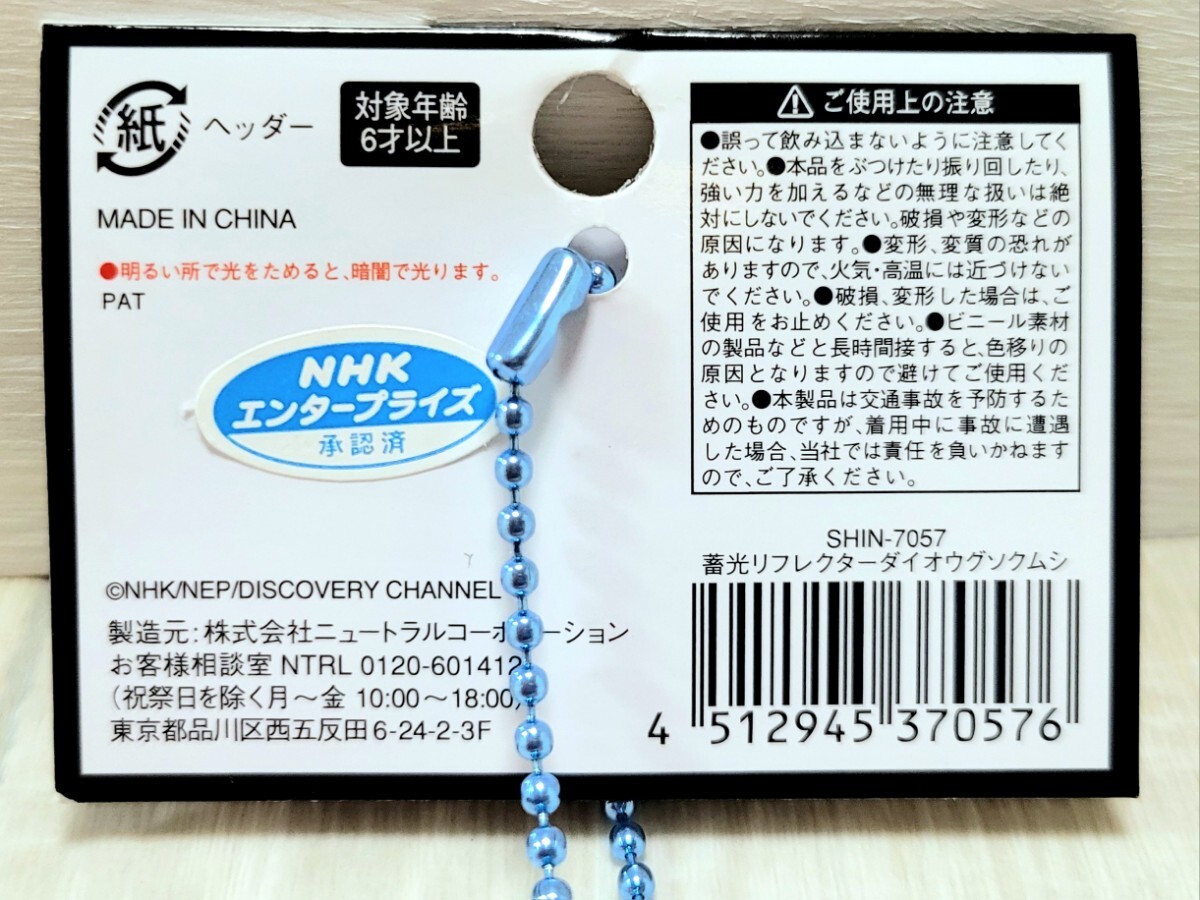 紙 ヘッダー
対象年齢
6才以上
MADE IN CHINA
●明るい所で光をためると、暗闇で光ります。
PAT
NHK
エンタープライズ
承認済
©NHK/NEP/DISCOVERY CHANNEL
製造元:株式会社ニュートラルコーポレーション
お客様相談室 NTRL 0120-601412
(祝祭日を除く月~金 10:00~18:00)
東京都品川区西五反田6-24-2-3F
⚠ご使用上の注意
●誤って飲み込まないように注意してく
ださい。●本品をぶつけたり振り回したり、
強い力を加えるなどの無理な扱いは絶
対にしないでください。破損や変形などの
原因になります。●変形、変質の恐れが
ありますので、火気・高温には近づけない
でください。●破損、変形した場合は、ご
使用をお止めください。●ビニール素材
の製品などと長時間接すると、色移りの
原因となりますので避けてご使用くだ
さい。●本製品は交通事故を予防するた
めのものですが、着用中に事故に遭遇
した場合、当社では責任を負いかねます
ので、ご了承ください。
SHIN-7057
蓄光リフレクターダイオウグソクムシ
4 512945 370576